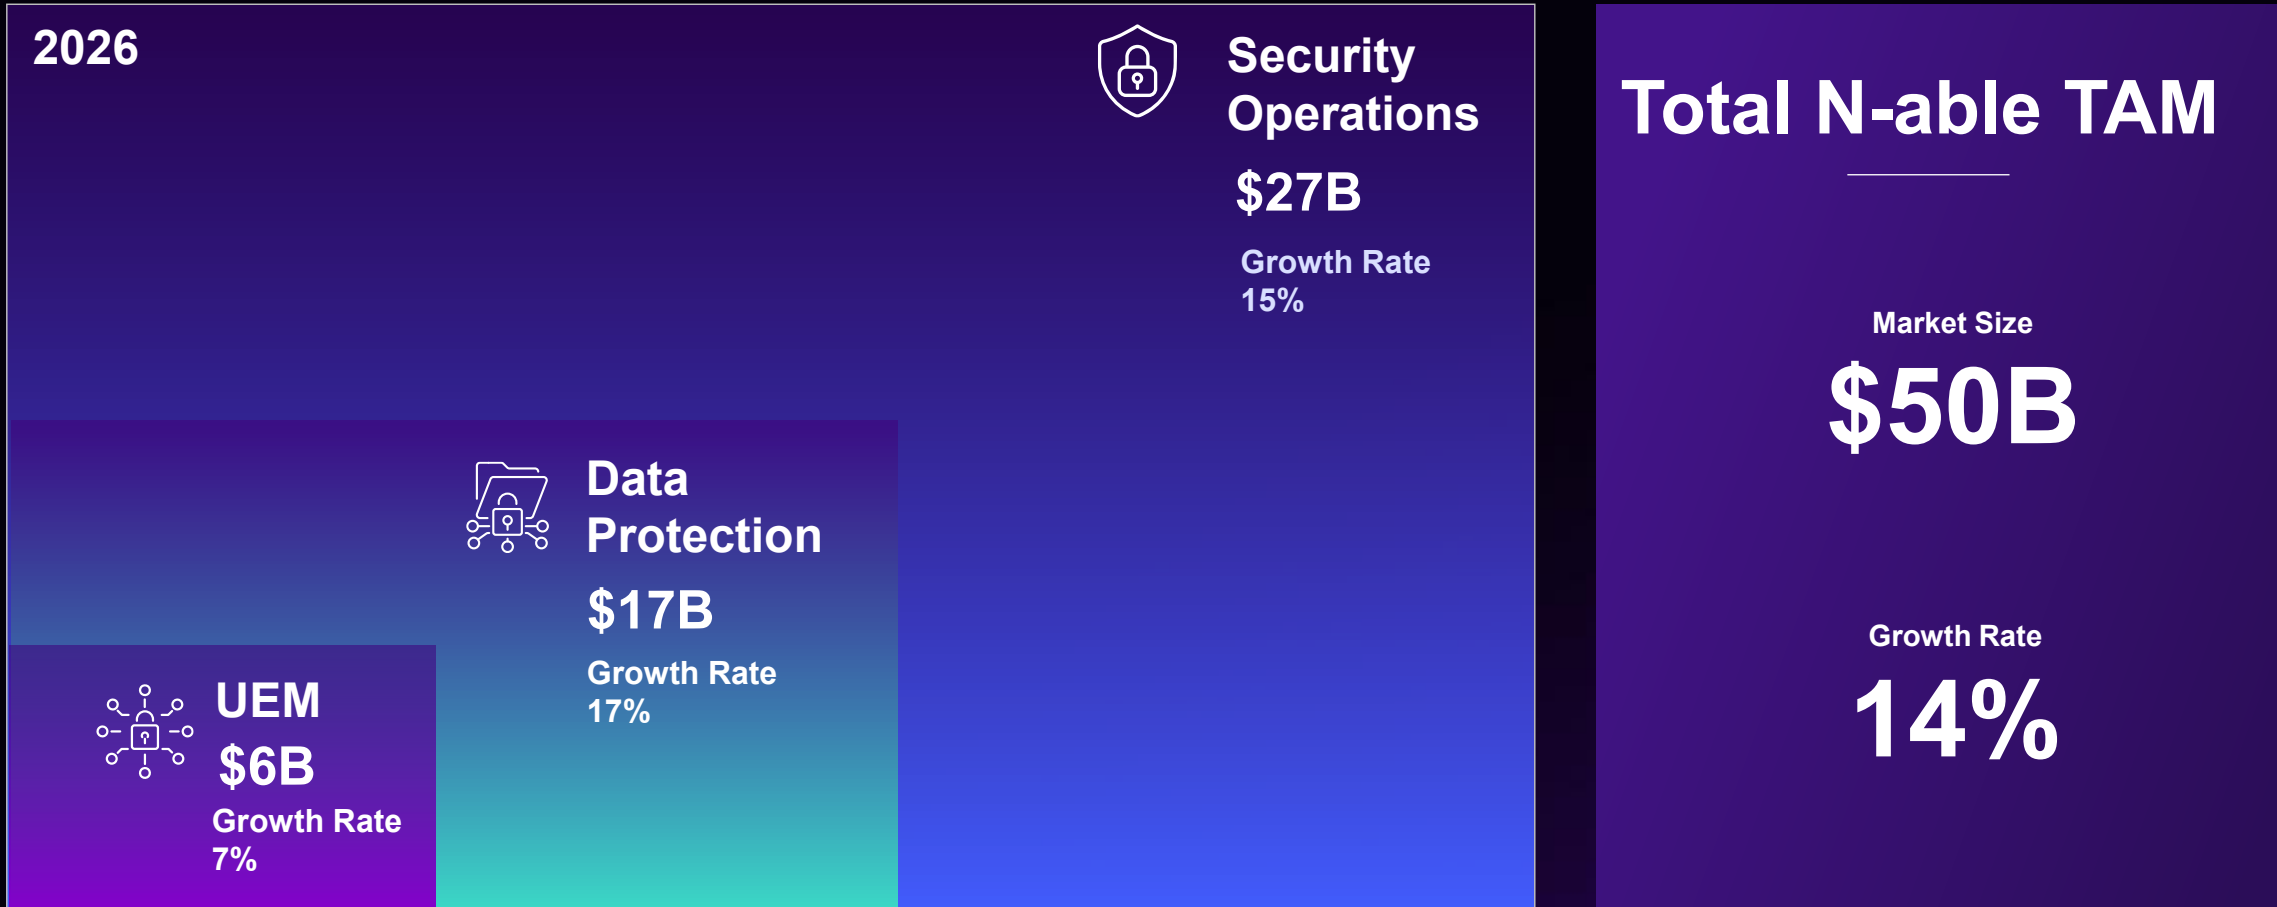 2026
Security
Operations
$27B
Growth Rate
15%
Data
Protection
$17B
Growth Rate
17%
UEM
$6B
Growth Rate
7%
Total N-able TAM
Market Size
$50B
Growth Rate
14%